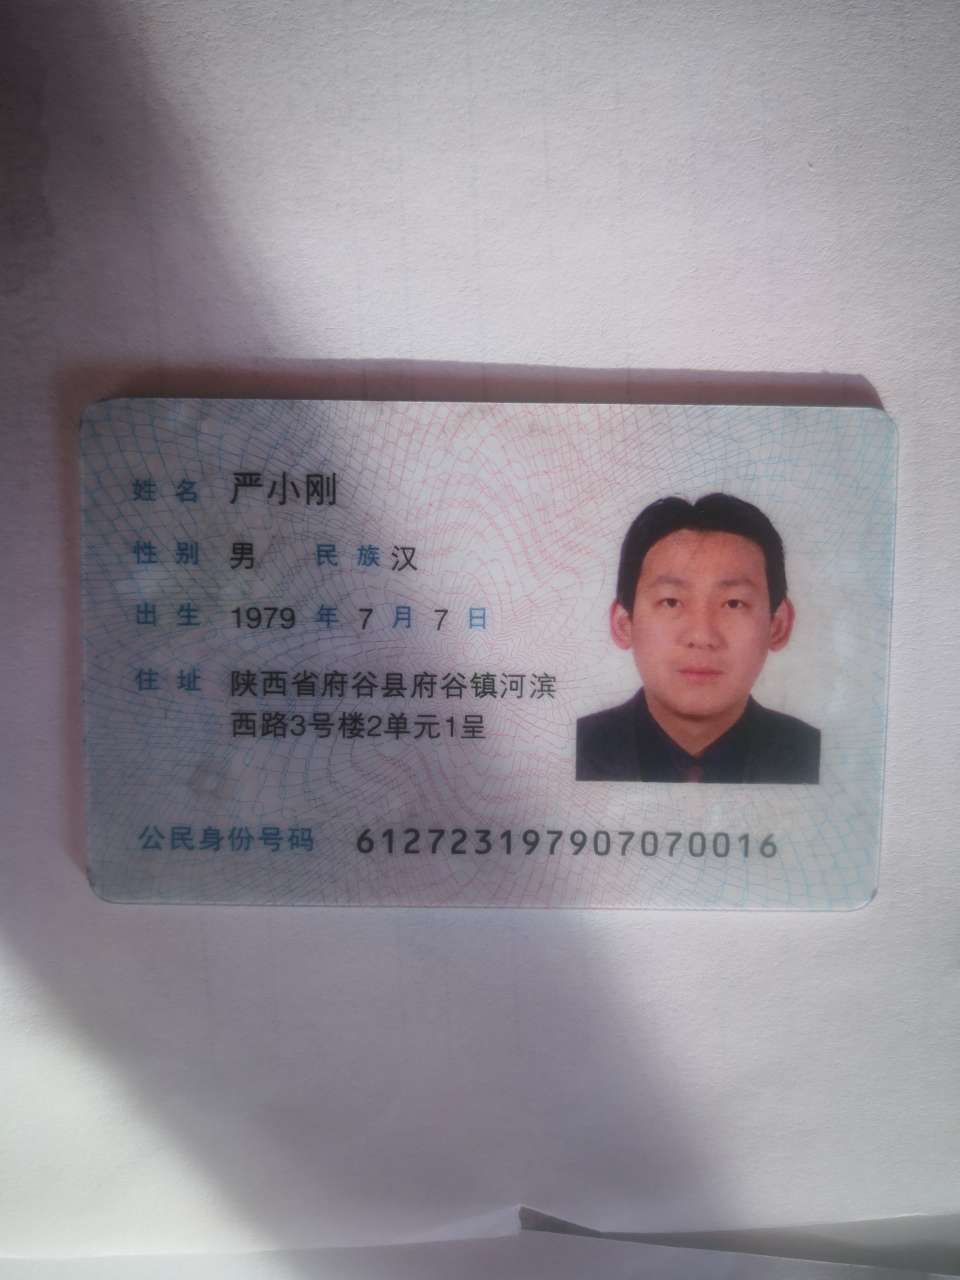 姓名 严小刚
性别 男 民族 汉
出生 1979 年 7 月 7 日
住址 陕西省府谷县府谷镇河滨
西路3号楼2单元1呈
公民身份号码 612723197907070016